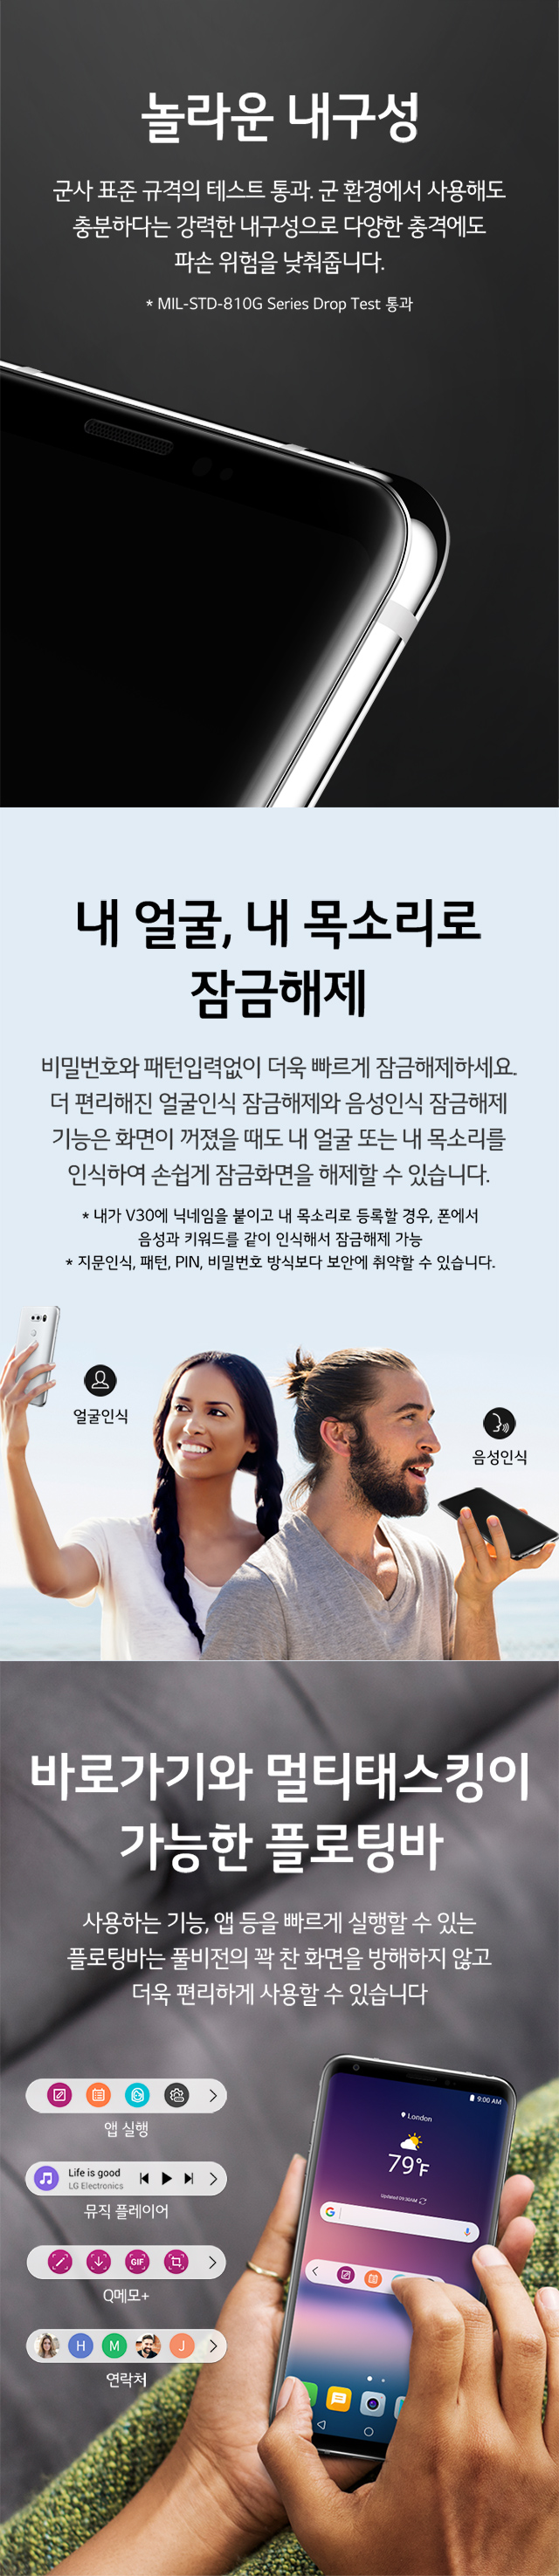 놀라운 내구성
군사 표준 규격의 테스트 통과. 군 환경에서 사용해도
충분하다는 강력한 내구성으로 다양한 충격에도
파손 위험을 낮춰줍니다.
* MIL-STD-810G Series Drop Test 통과
내 얼굴, 내 목소리로
잠금해제
비밀번호와 패턴입력없이 더욱 빠르게 잠금해제하세요.
더 편리해진 얼굴인식 잠금해제와 음성인식 잠금해제
기능은 화면이 꺼졌을 때도 내 얼굴 또는 내 목소리를
인식하여 손쉽게 잠금화면을 해제할 수 있습니다.
* 내가 V30에 닉네임을 붙이고 내 목소리로 등록할 경우, 폰에서
음성과 키워드를 같이 인식해서 잠금해제 가능
* 지문인식, 패턴, PIN, 비밀번호 방식보다 보안에 취약할 수 있습니다.
얼굴인식
음성인식
바로가기와 멀티태스킹이
가능한 플로팅바
사용하는 기능, 앱 등을 빠르게 실행할 수 있는
플로팅바는 풀비전의 꽉 찬 화면을 방해하지 않고
더욱 편리하게 사용할 수 있습니다
앱 실행
Life is good
LG Electronics
뮤직 플레이어
GIF
Q메모+
H M J
연락처
9:00 AM
London
79°F
Updated 09:00AM
G